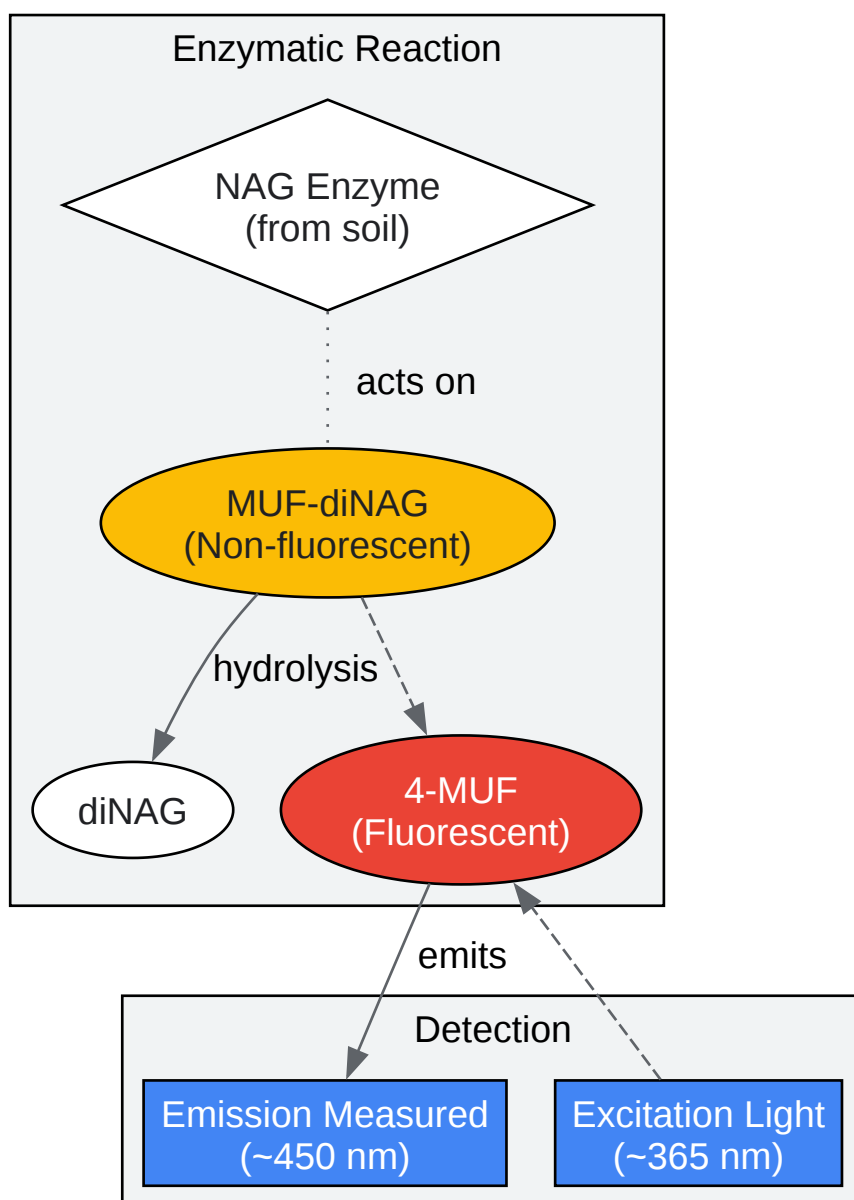 Enzymatic Reaction
NAG Enzyme
(from soil)
acts on
MUF-diNAG
(Non-fluorescent)
hydrolysis
diNAG
4-MUF
(Fluorescent)
emits
Detection
Emission Measured
(~450 nm)
Excitation Light
(~365 nm)